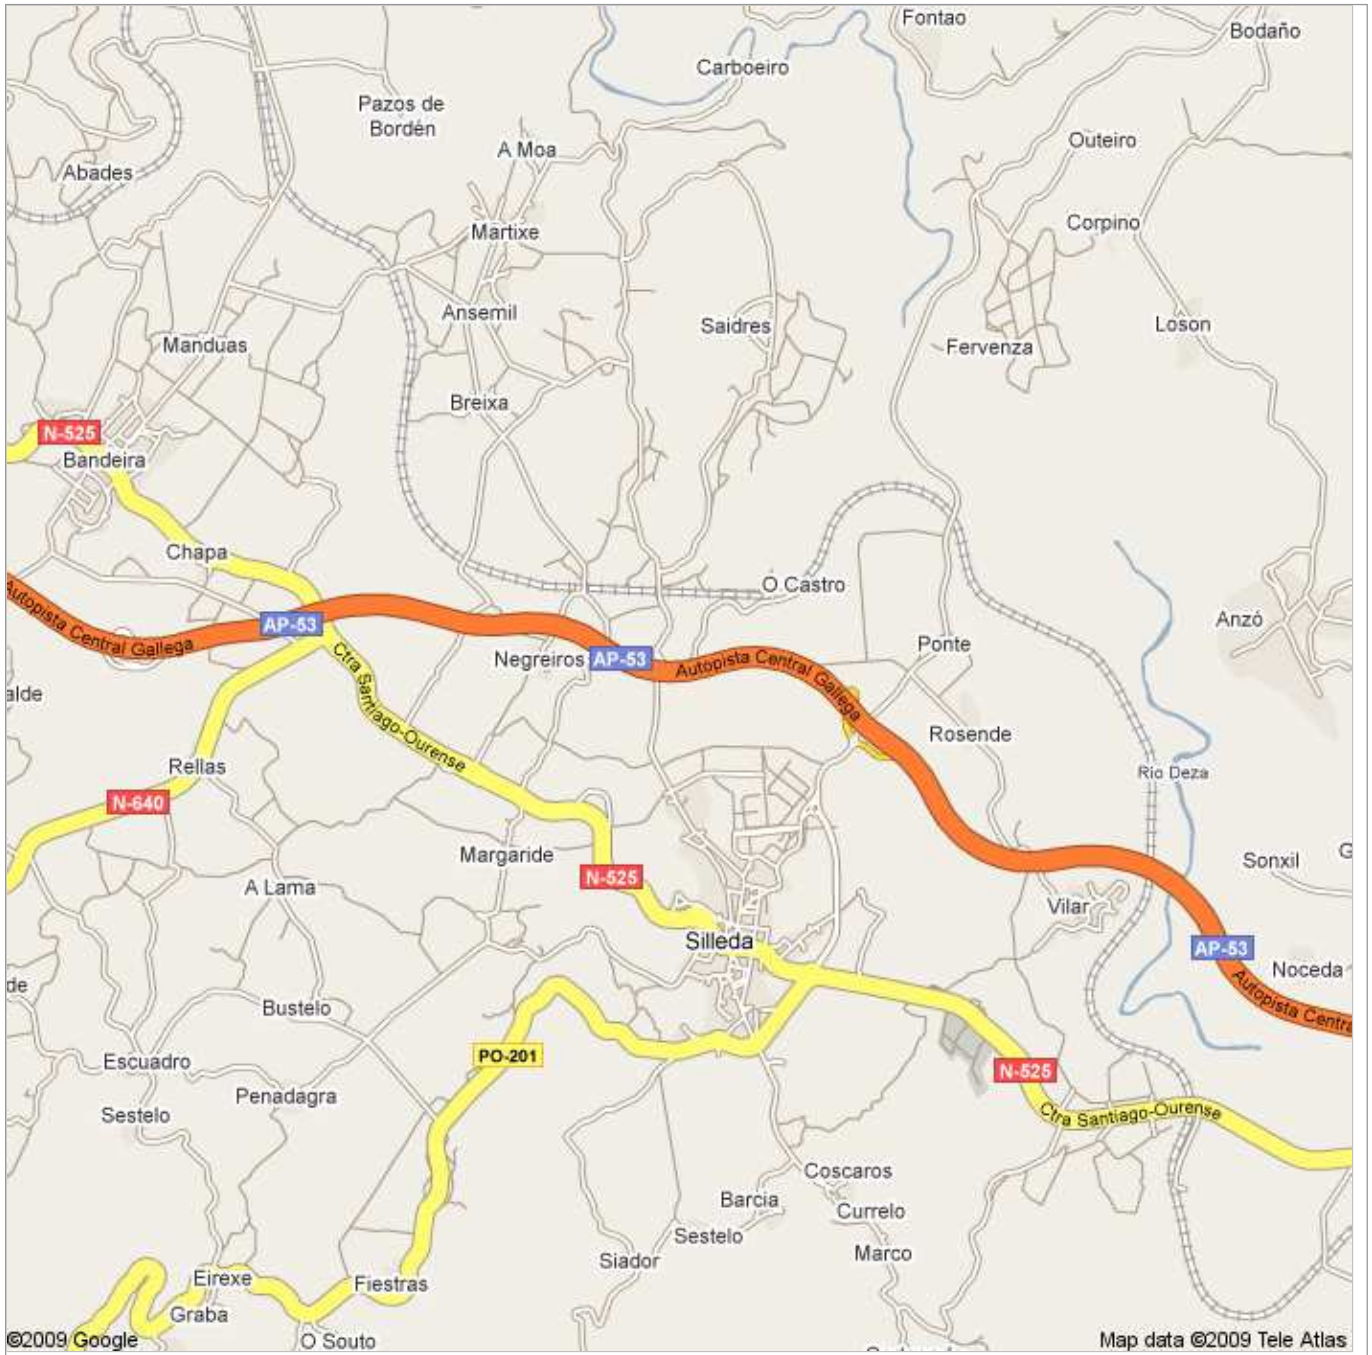 Fontao
Bodaño
Carboeiro
Pazos de
Bordén
Outeiro
A Moa
Abades
Corpino
Martixe
Ansemil
Saidres
Loson
Manduas
Fervenza
Breixa
N-525
Bandeira
Chapa
O Castro
Autopista Central Gallega
AP-53
Anzó
Ponte
Negreiros
AP-53
Autopista Central Gallega
Ctra Santiago-Ourense
alde
Rosende
Rellas
Rio Deza
N-640
Margaride
Sonxil
G
N-525
A Lama
Vilar
Silleda
AP-53
Noceda
de
Autopista Centra
Bustelo
Escuadro
PO-201
N-525
Penadagra
Sestelo
Ctra Santiago-Ourense
Coscaros
Barcia
Currelo
Sestelo
Marco
Siador
Eirexe
Fiestras
Graba
O Souto
©2009 Google
Map data ©2009 Tele Atlas